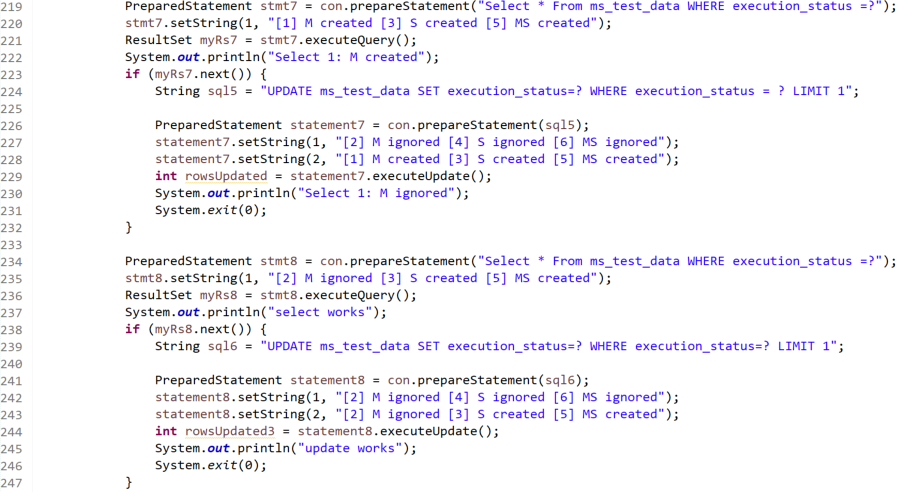 219 PreparedStatement stmt7 = con.prepareStatement("Select * From ms_test_data WHERE execution_status =?");
220 stmt7.setString(1, "[1] M created [3] S created [5] MS created");
221 ResultSet myRs7 = stmt7.executeQuery();
222 System.out.println("Select 1: M created");
223 if (myRs7.next()) {
224 String sql5 = "UPDATE ms_test_data SET execution_status=? WHERE execution_status = ? LIMIT 1";
225
226 PreparedStatement statement7 = con.prepareStatement(sql5);
227 statement7.setString(1, "[2] M ignored [4] S ignored [6] MS ignored");
228 statement7.setString(2, "[1] M created [3] S created [5] MS created");
229 int rowsUpdated = statement7.executeUpdate();
230 System.out.println("Select 1: M ignored");
231 System.exit(0);
232 }
233
234 PreparedStatement stmt8 = con.prepareStatement("Select * From ms_test_data WHERE execution_status =?");
235 stmt8.setString(1, "[2] M ignored [3] S created [5] MS created");
236 ResultSet myRs8 = stmt8.executeQuery();
237 System.out.println("select works");
238 if (myRs8.next()) {
239 String sql6 = "UPDATE ms_test_data SET execution_status=? WHERE execution_status=? LIMIT 1";
240
241 PreparedStatement statement8 = con.prepareStatement(sql6);
242 statement8.setString(1, "[2] M ignored [4] S ignored [6] MS ignored");
243 statement8.setString(2, "[2] M ignored [3] S created [5] MS created");
244 int rowsUpdated3 = statement8.executeUpdate();
245 System.out.println("update works");
246 System.exit(0);
247 }